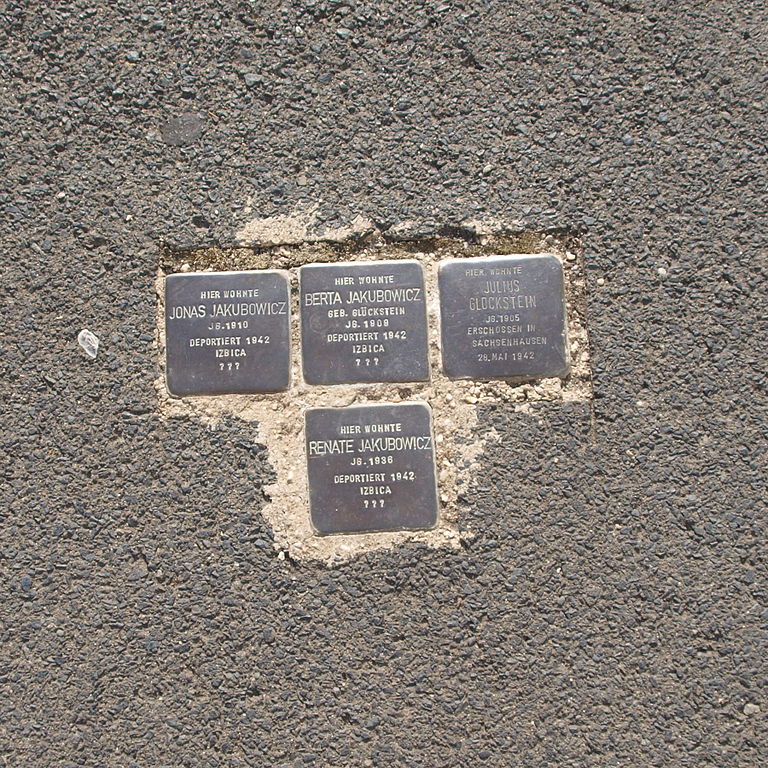 HIER WOHNTE
JONAS JAKUBOWICZ
JG. 1910
DEPORTIERT 1942
IZBICA
???
HIER WOHNTE
BERTA JAKUBOWICZ
GEB. GLÜCKSTEIN
JG. 1909
DEPORTIERT 1942
IZBICA
???
HIER WOHNTE
JULIUS
GLÜCKSTEIN
JG. 1905
ERSCHOSSEN IN
SACHSENHAUSEN
28. MAI 1942
HIER WOHNTE
RENATE JAKUBOWICZ
JG. 1936
DEPORTIERT 1942
IZBICA
???